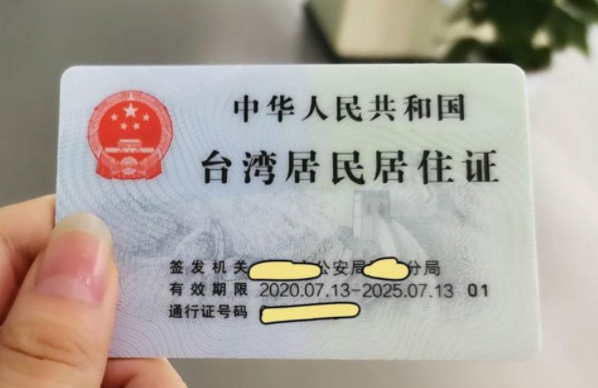 中华人民共和国
台湾居民居住证
签发机关 公安局 分局
有效期限 2020.07.13-2025.07.13 01
通行证号码